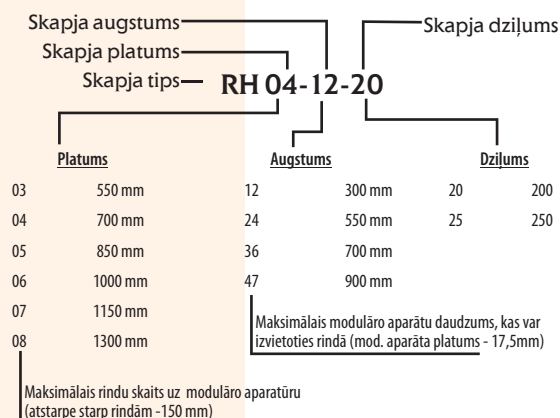 Skapja augstums
Skapja dziļums
Skapja platums
Skapja tips
RH 04-12-20
Platums Augstums Dziļums
03 550 mm 12 300 mm 20 200
04 700 mm 24 550 mm 25 250
05 850 mm 36 700 mm
06 1000 mm 47 900 mm
07 1150 mm
08 1300 mm
Maksimālais modulāro aparātu daudzums, kas var
izvietoties rindā (mod. aparāta platums - 17,5mm)
Maksimālais rindu skaits uz modulāro aparatūru
(atstarpe starp rindām -150 mm)